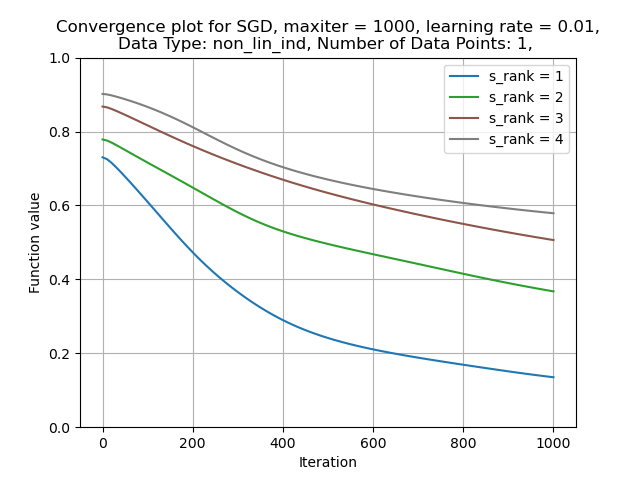 Convergence plot for SGD, maxiter = 1000, learning rate = 0.01,
Data Type: non_lin_ind, Number of Data Points: 1,
s_rank = 1
s_rank = 2
s_rank = 3
s_rank = 4
Function value
1.0
0.8
0.6
0.4
0.2
0.0
0 200 400 600 800 1000
Iteration